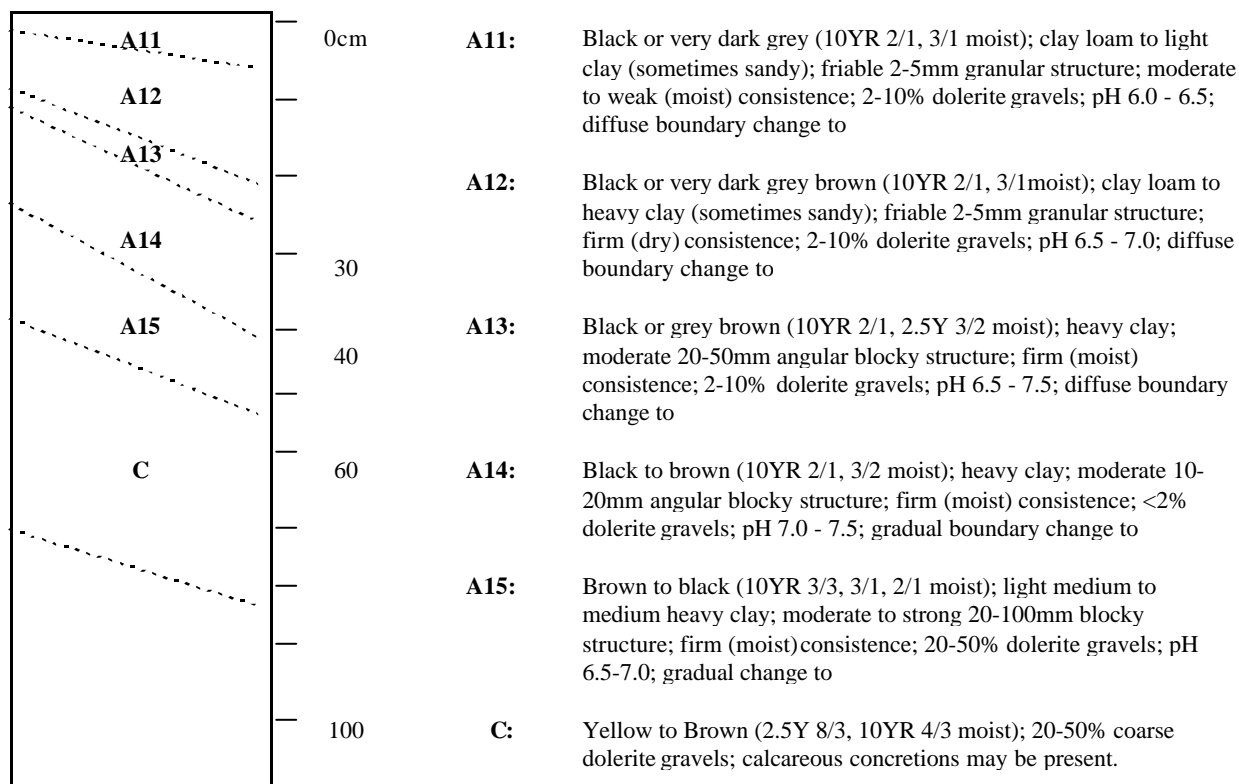 A11
A12
A13
A14
A15
C
0cm
30
40
60
100
A11: Black or very dark grey (10YR 2/1, 3/1 moist); clay loam to light
clay (sometimes sandy); friable 2-5mm granular structure; moderate
to weak (moist) consistence; 2-10% dolerite gravels; pH 6.0 - 6.5;
diffuse boundary change to
A12: Black or very dark grey brown (10YR 2/1, 3/1moist); clay loam to
heavy clay (sometimes sandy); friable 2-5mm granular structure;
firm (dry) consistence; 2-10% dolerite gravels; pH 6.5 - 7.0; diffuse
boundary change to
A13: Black or grey brown (10YR 2/1, 2.5Y 3/2 moist); heavy clay;
moderate 20-50mm angular blocky structure; firm (moist)
consistence; 2-10% dolerite gravels; pH 6.5 - 7.5; diffuse boundary
change to
A14: Black to brown (10YR 2/1, 3/2 moist); heavy clay; moderate 10-
20mm angular blocky structure; firm (moist) consistence; <2%
dolerite gravels; pH 7.0 - 7.5; gradual boundary change to
A15: Brown to black (10YR 3/3, 3/1, 2/1 moist); light medium to
medium heavy clay; moderate to strong 20-100mm blocky
structure; firm (moist)consistence; 20-50% dolerite gravels; pH
6.5-7.0; gradual change to
C: Yellow to Brown (2.5Y 8/3, 10YR 4/3 moist); 20-50% coarse
dolerite gravels; calcareous concretions may be present.